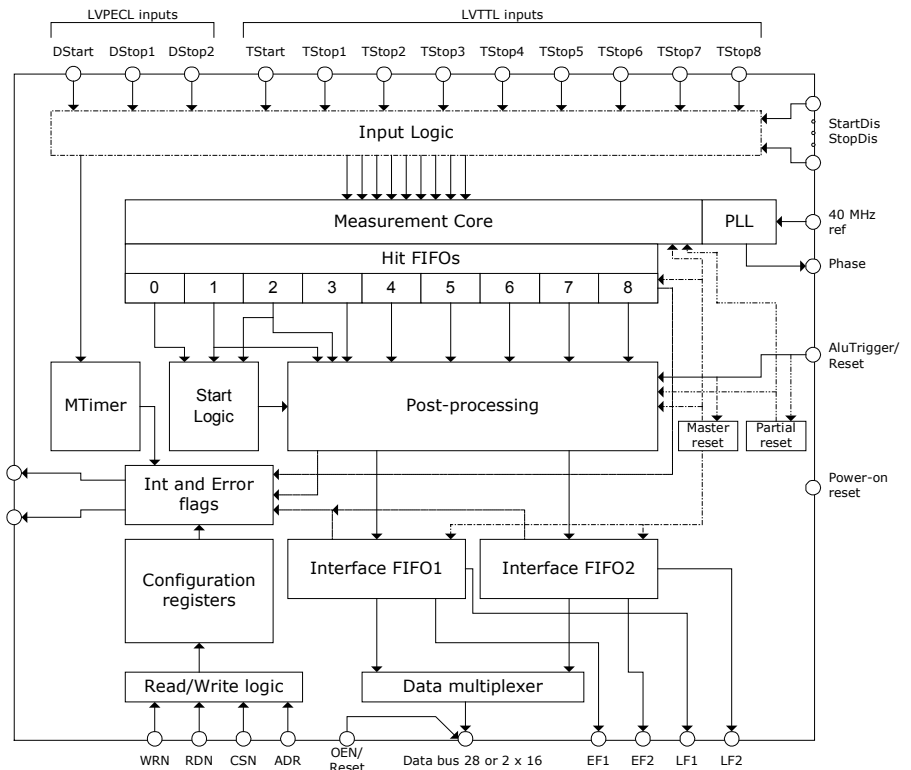 LVPECL inputs
LVTTL inputs
DStart DStop1 DStop2 TStart TStop1 TStop2 TStop3 TStop4 TStop5 TStop6 TStop7 TStop8
Input Logic
StartDis
StopDis
Measurement Core
PLL
40 MHz
ref
Hit FIFOs
Phase
0 1 2 3 4 5 6 7 8
MTimer
Start
Logic
Post-processing
AluTrigger/
Reset
Master
reset
Partial
reset
Int and Error
flags
Power-on
reset
Configuration
registers
Interface FIFO1
Interface FIFO2
Read/Write logic
Data multiplexer
WRN RDN CSN ADR
OEN/
Reset
Data bus 28 or 2 x 16
EF1 EF2 LF1 LF2